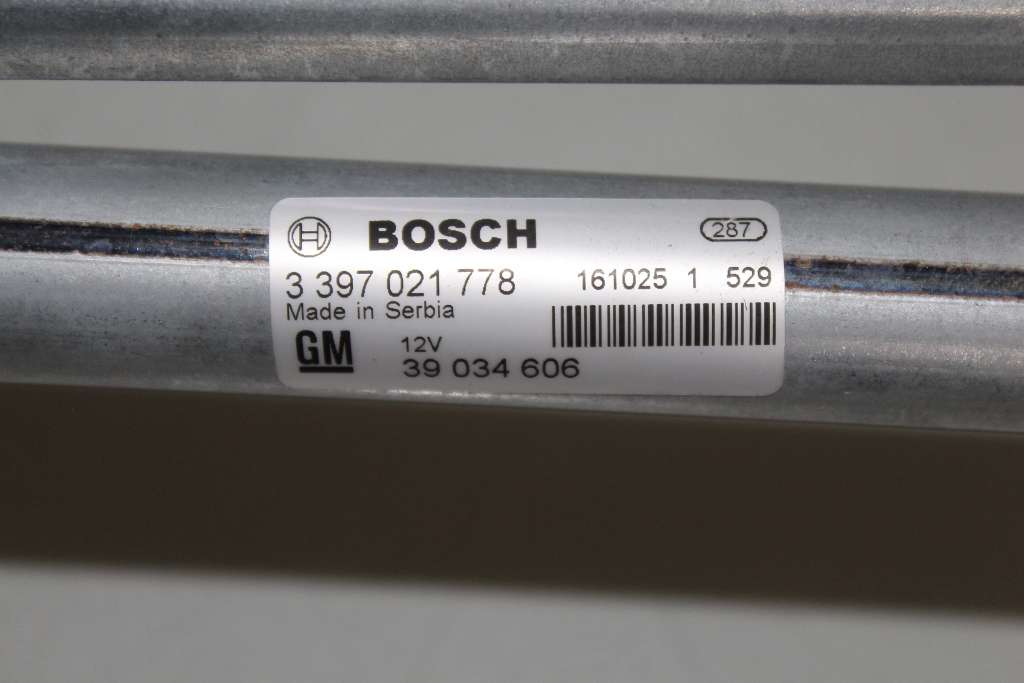 BOSCH 287
3 397 021 778 161025 1 529
Made in Serbia
GM 12V
39 034 606